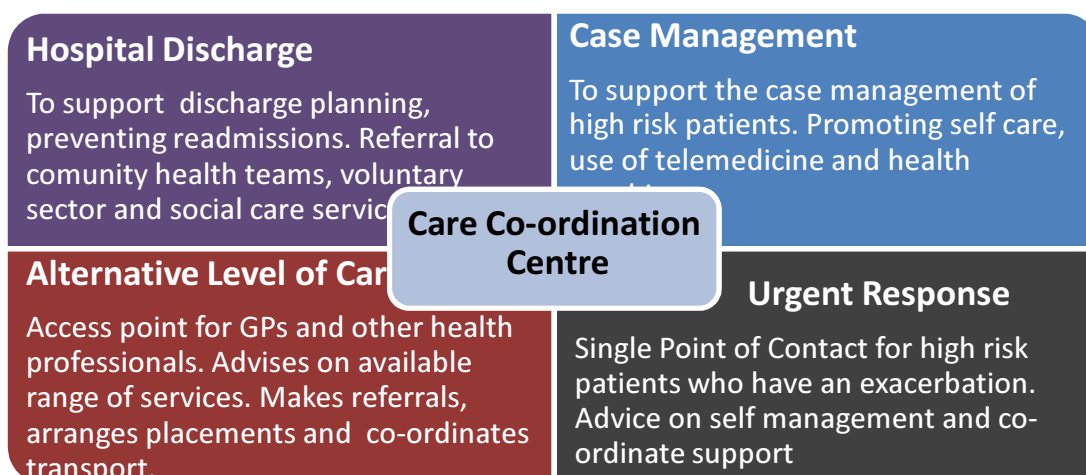 Hospital Discharge
To support discharge planning,
preventing readmissions. Referral to
comunity health teams, voluntary
sector and social care servic
Case Management
To support the case management of
high risk patients. Promoting self care,
use of telemedicine and health
Care Co-ordination
Centre
Alternative Level of Car
Access point for GPs and other health
professionals. Advises on available
range of services. Makes referrals,
arranges placements and co-ordinates
transport.
Urgent Response
Single Point of Contact for high risk
patients who have an exacerbation.
Advice on self management and co-
ordinate support